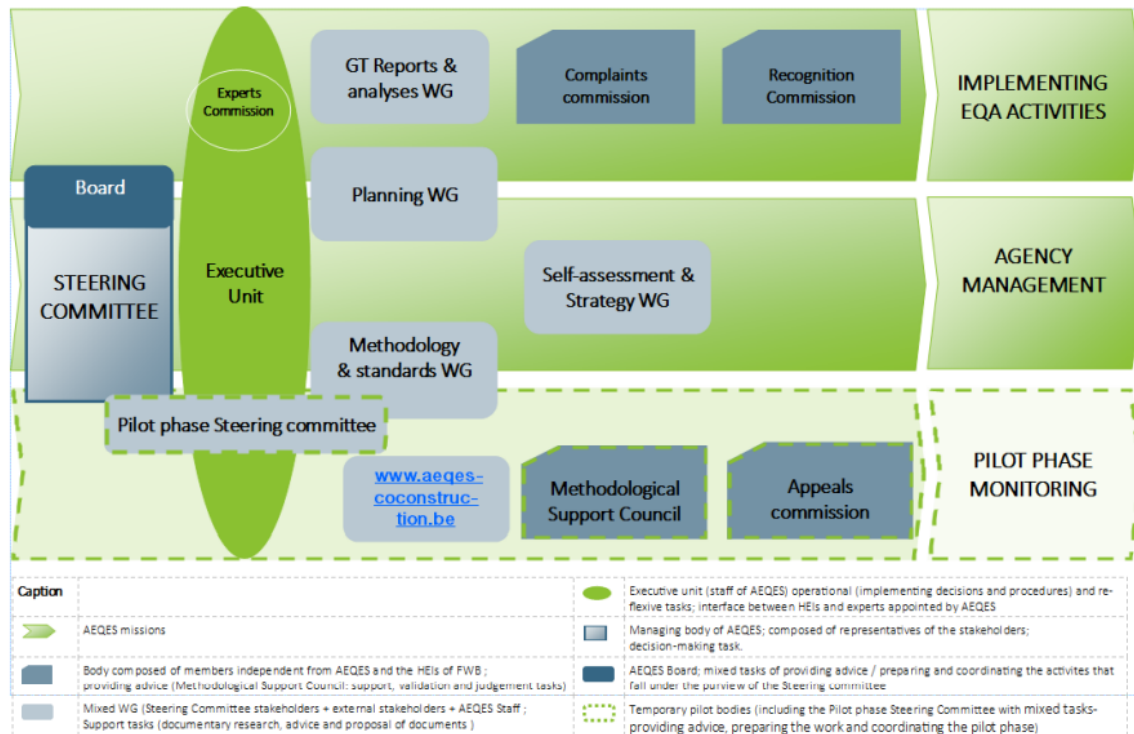 Experts
Commission
GT Reports &
analyses WG
Complaints
commission
Recognition
Commission
IMPLEMENTING
EQA ACTIVITIES
Board
STEERING
COMMITTEE
Executive
Unit
Planning WG
Self-assessment &
Strategy WG
Methodology
& standards WG
AGENCY
MANAGEMENT
Pilot phase Steering committee
www.aeqes-
coconstruc-
tion.be
Methodological
Support Council
Appeals
commission
PILOT PHASE
MONITORING
Caption
Executive unit (staff of AEQES) operational (implementing decisions and procedures) and re-
flexive tasks; interface between HEIs and experts appointed by AEQES
AEQES missions
Managing body of AEQES; composed of representatives of the stakeholders;
decision-making task.
Body composed of members independent from AEQES and the HEIs of FWB ;
providing advice (Methodological Support Council: support, validation and judgement tasks)
AEQES Board; mixed tasks of providing advice / preparing and coordinating the activites that
fall under the purview of the Steering committee
Mixed WG (Steering Committee stakeholders + external stakeholders + AEQES Staff ;
Support tasks (documentary research, advice and proposal of documents )
Temporary pilot bodies (including the Pilot phase Steering Committee with mixed tasks-
providing advice, preparing the work and coordinating the pilot phase)